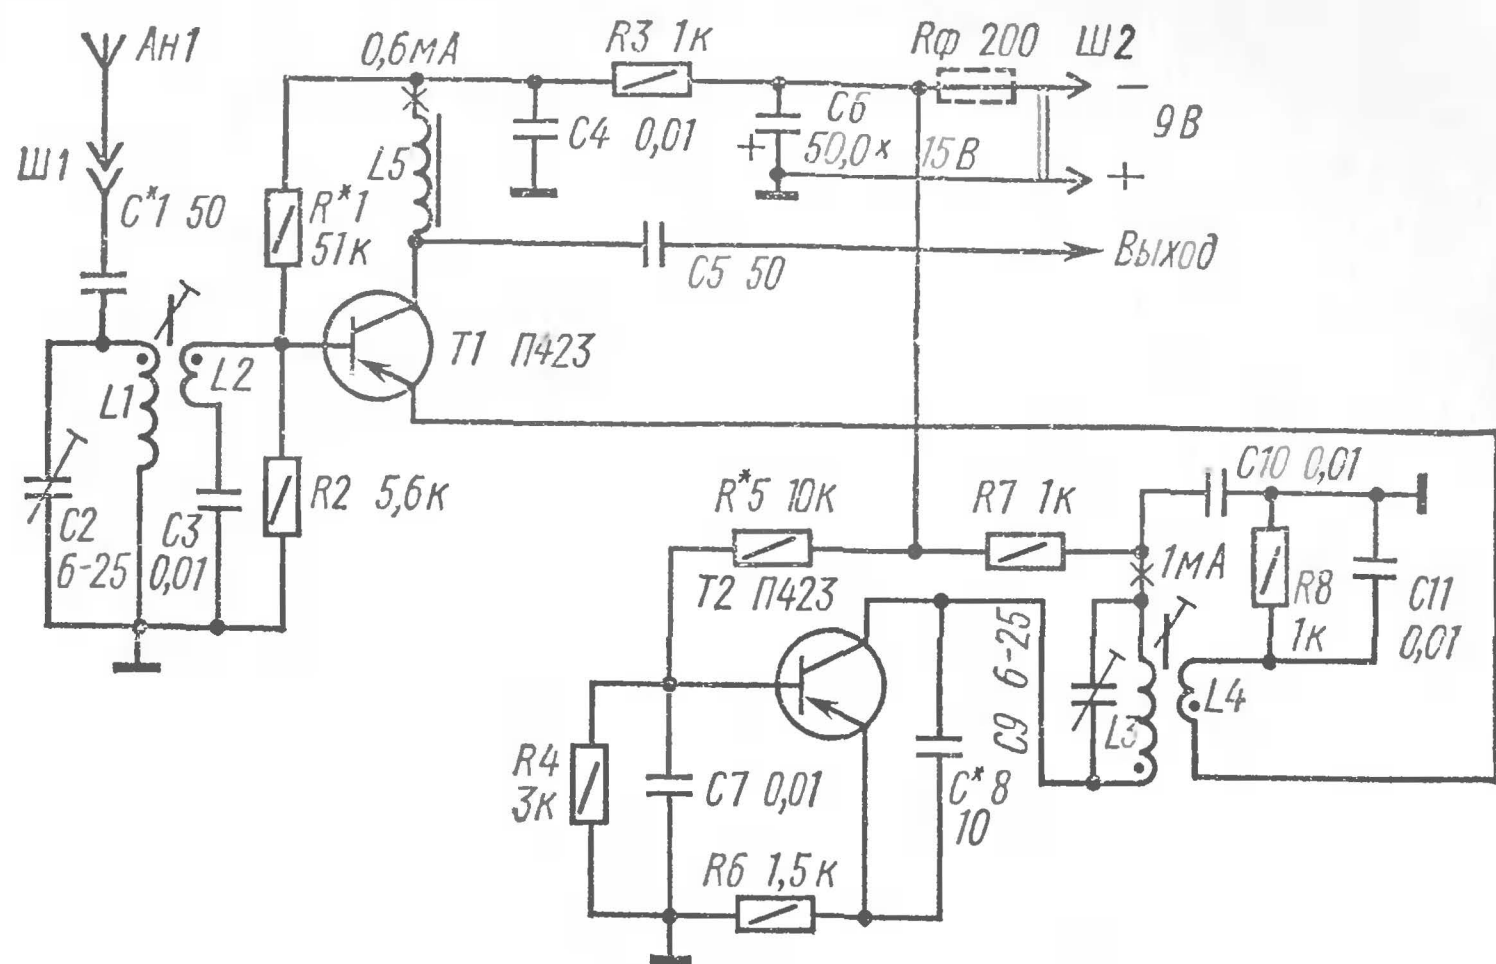 Ан1
0,6мА
R3 1к
Rф 200
Ш2
−
9В
+
С6
50,0× 15В
+
С4 0,01
Ш1
L5
С*1 50
R*1
51к
С5 50
Выход
Т1 П423
L1
L2
R2 5,6к
С2
6-25
С3
0,01
С10 0,01
R*5 10к
R7 1к
1мА
R8
1к
С11
0,01
Т2 П423
С9 6-25
L3
L4
R4
3к
С7 0,01
С*8
10
R6 1,5к